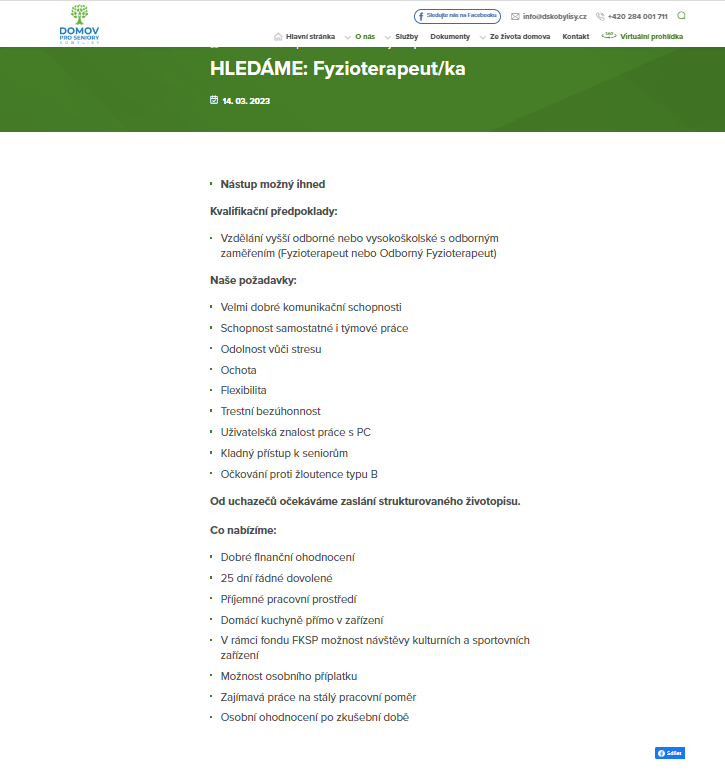 Sledujte nás na Facebooku
info@dskobylisy.cz
+420 284 001 711
DOMOV
PRO SENIORY
KOBYLISY
Hlavní stránka
O nás
Služby
Dokumenty
Ze života domova
Kontakt
360°
Virtuální prohlídka
HLEDÁME: Fyzioterapeut/ka
14. 03. 2023
Nástup možný ihned
Kvalifikační předpoklady:
Vzdělání vyšší odborné nebo vysokoškolské s odborným
zaměřením (Fyzioterapeut nebo Odborný Fyzioterapeut)
Naše požadavky:
Velmi dobré komunikační schopnosti
Schopnost samostatné i týmové práce
Odolnost vůči stresu
Ochota
Flexibilita
Trestní bezúhonnost
Uživatelská znalost práce s PC
Kladný přístup k seniorům
Očkování proti žloutence typu B
Od uchazečů očekáváme zaslání strukturovaného životopisu.
Co nabízíme:
Dobré finanční ohodnocení
25 dní řádné dovolené
Příjemné pracovní prostředí
Domácí kuchyně přímo v zařízení
V rámci fondu FKSP možnost návštěvy kulturních a sportovních
zařízení
Možnost osobního příplatku
Zajímavá práce na stálý pracovní poměr
Osobní ohodnocení po zkušební době
Sdílet